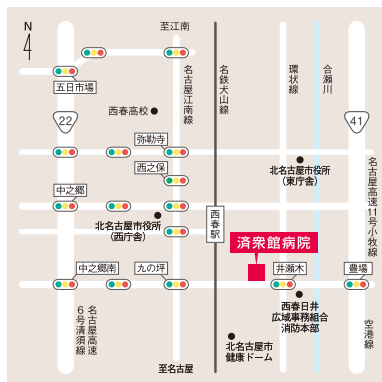 N
至江南
五日市場
西春高校
名古屋江南線
名鉄犬山線
環状線
合瀬川
22
41
弥勒寺
西之保
北名古屋市役所
(東庁舎)
中之郷
北名古屋市役所
(西庁舎)
西春駅
名古屋高速11号小牧線
済衆館病院
中之郷南
九の坪
井瀬木
豊場
西春日井
広域事務組合
消防本部
名古屋高速
6号清須線
北名古屋市
健康ドーム
空港線
至名古屋